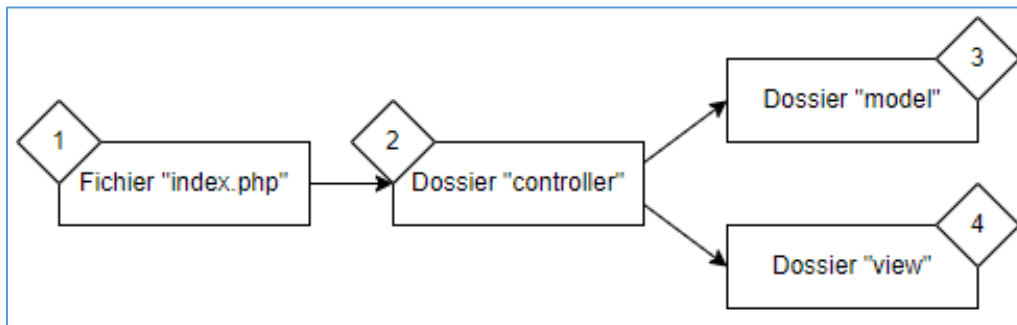 1
Fichier "index.php"
2
Dossier "controller"
3
Dossier "model"
4
Dossier "view"